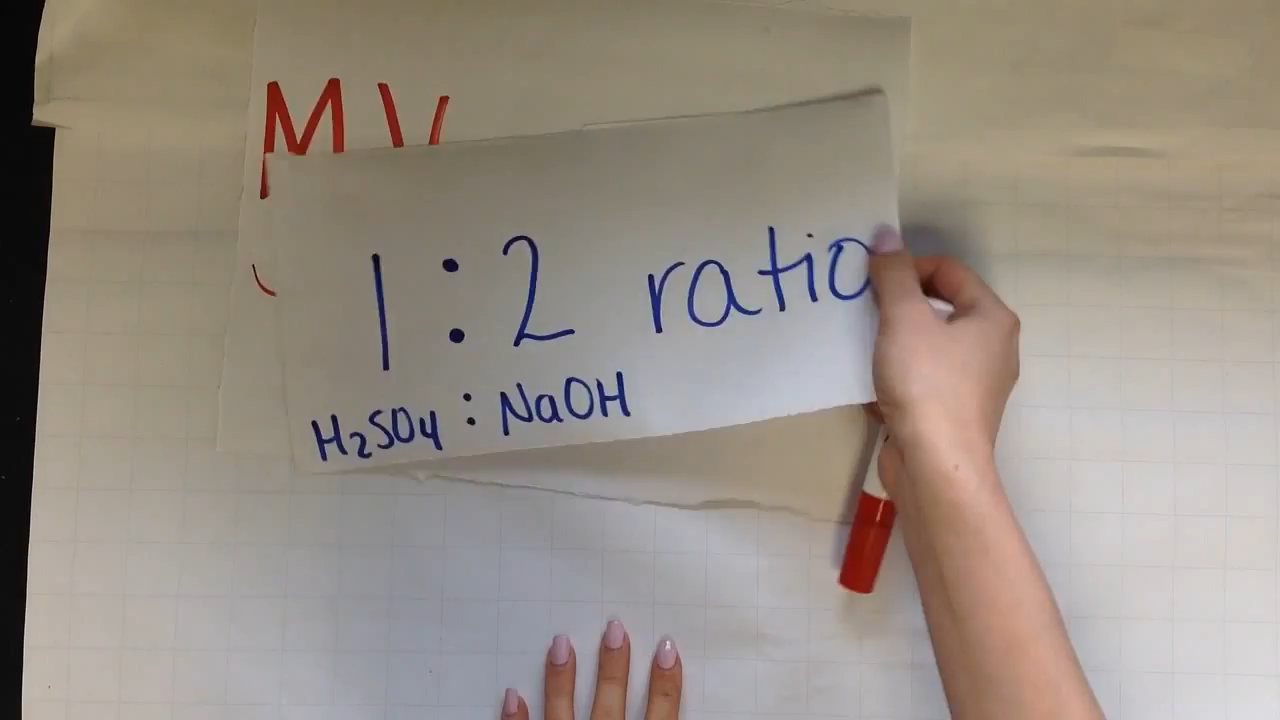 MV
1:2 ratio
H₂SO₄ : NaOH